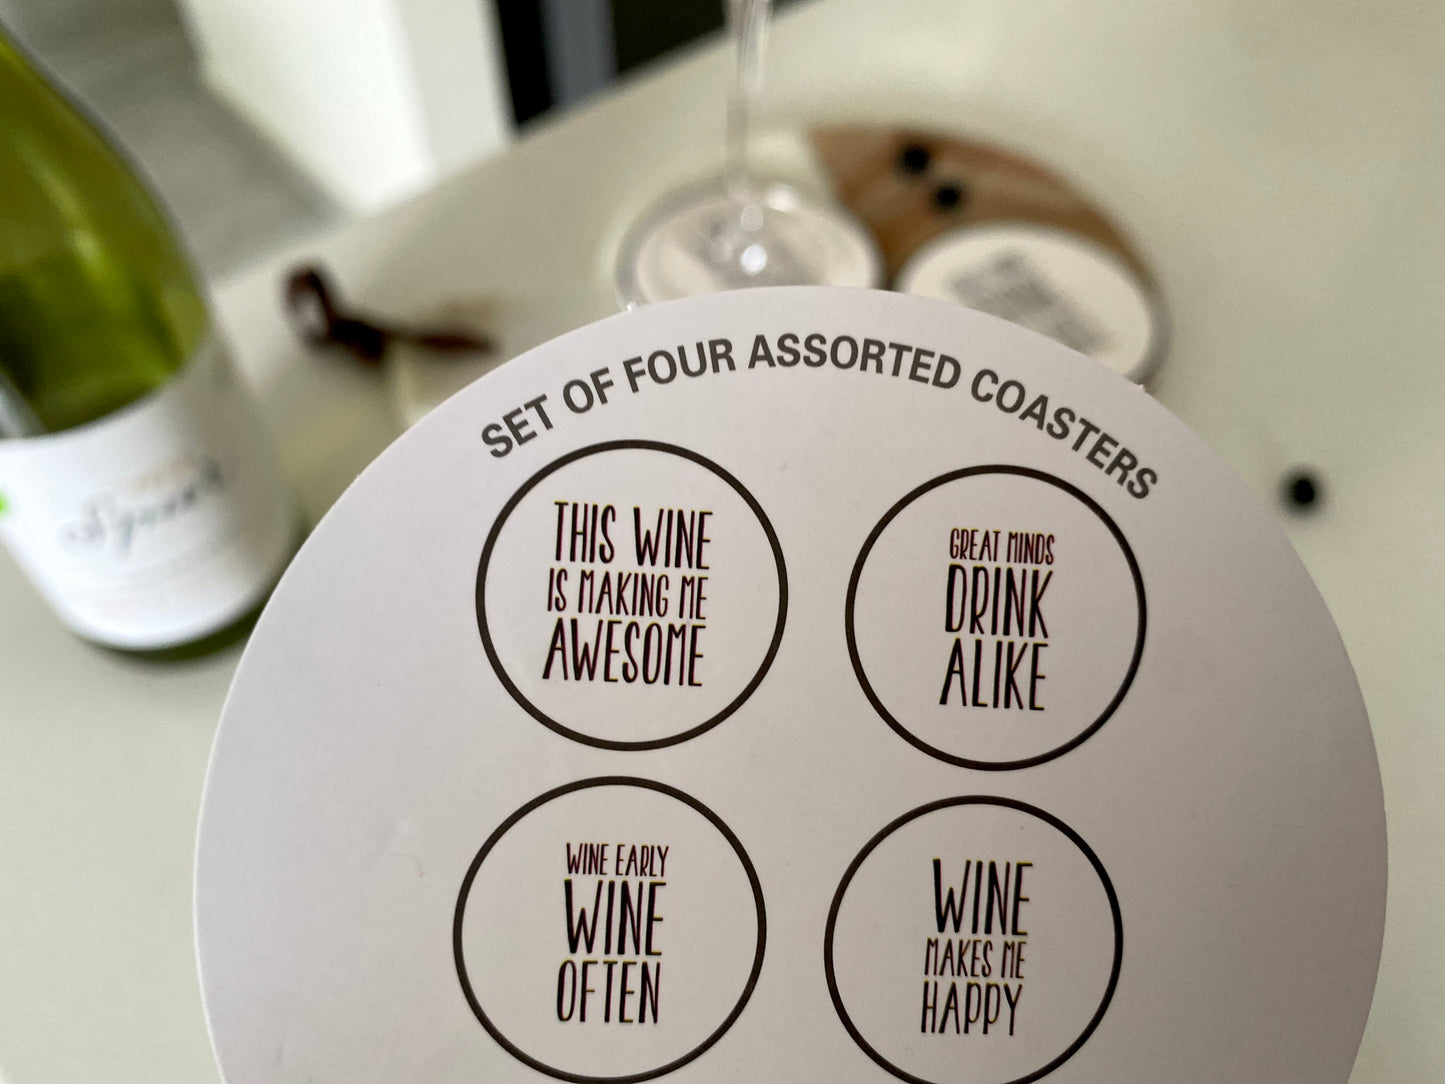 SET OF FOUR ASSORTED COASTERS
THIS WINE
IS MAKING ME
AWESOME
GREAT MINDS
DRINK
ALIKE
WINE EARLY
WINE
OFTEN
WINE
MAKES ME
HAPPY